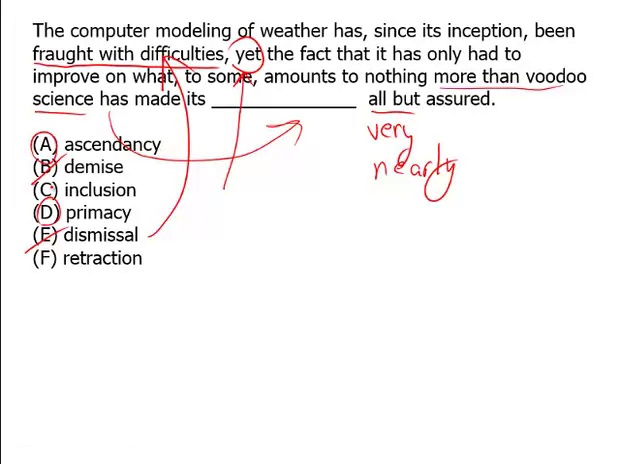 The computer modeling of weather has, since its inception, been
fraught with difficulties, yet the fact that it has only had to
improve on what, to some, amounts to nothing more than voodoo
science has made its ________________ all but assured.
very
nearly
(A) ascendancy
(B) demise
(C) inclusion
(D) primacy
(E) dismissal
(F) retraction